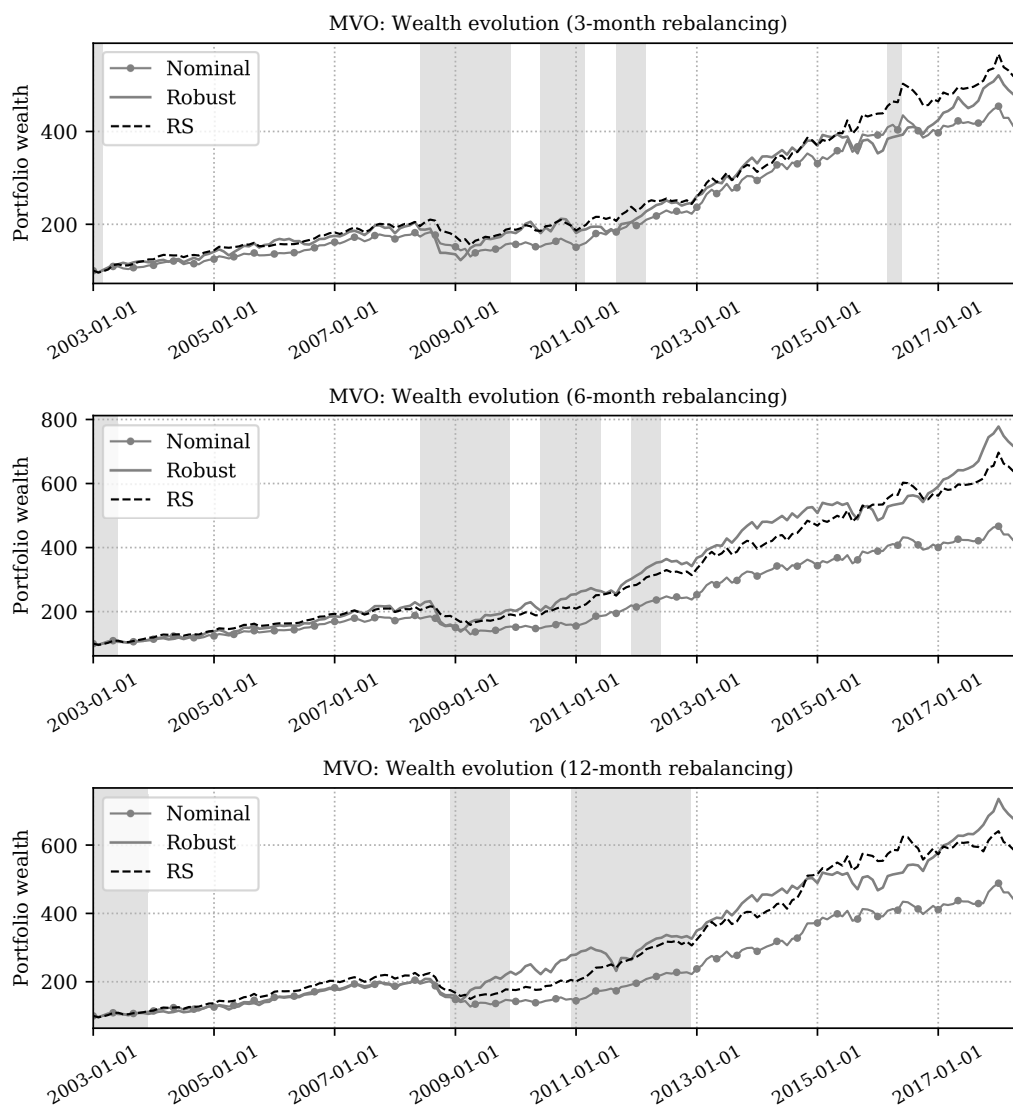 MVO: Wealth evolution (3-month rebalancing)
Nominal
Robust
RS
Portfolio wealth
400
200
2003-01-01
2005-01-01
2007-01-01
2009-01-01
2011-01-01
2013-01-01
2015-01-01
2017-01-01
MVO: Wealth evolution (6-month rebalancing)
Nominal
Robust
RS
Portfolio wealth
800
600
400
200
2003-01-01
2005-01-01
2007-01-01
2009-01-01
2011-01-01
2013-01-01
2015-01-01
2017-01-01
MVO: Wealth evolution (12-month rebalancing)
Nominal
Robust
RS
Portfolio wealth
600
400
200
2003-01-01
2005-01-01
2007-01-01
2009-01-01
2011-01-01
2013-01-01
2015-01-01
2017-01-01